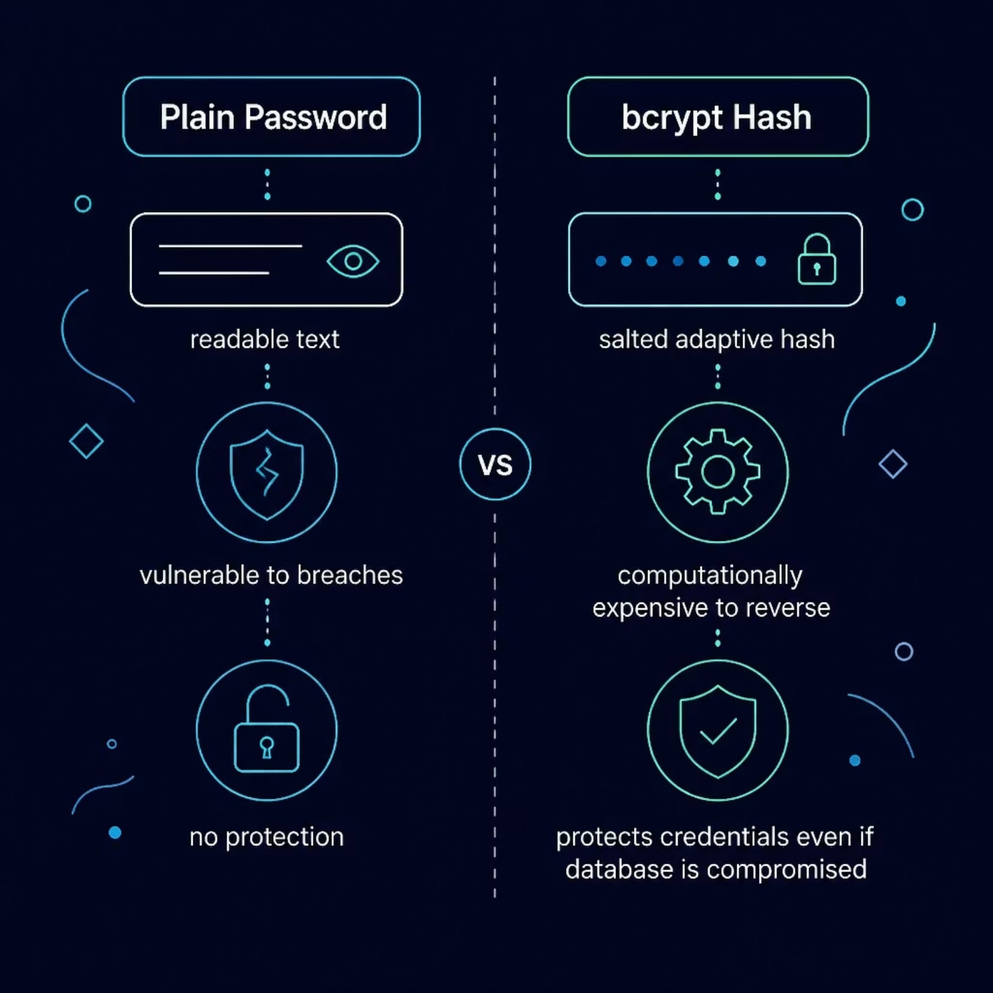 Plain Password
readable text
vulnerable to breaches
no protection
VS
bcrypt Hash
salted adaptive hash
computationally
expensive to reverse
protects credentials even if
database is compromised